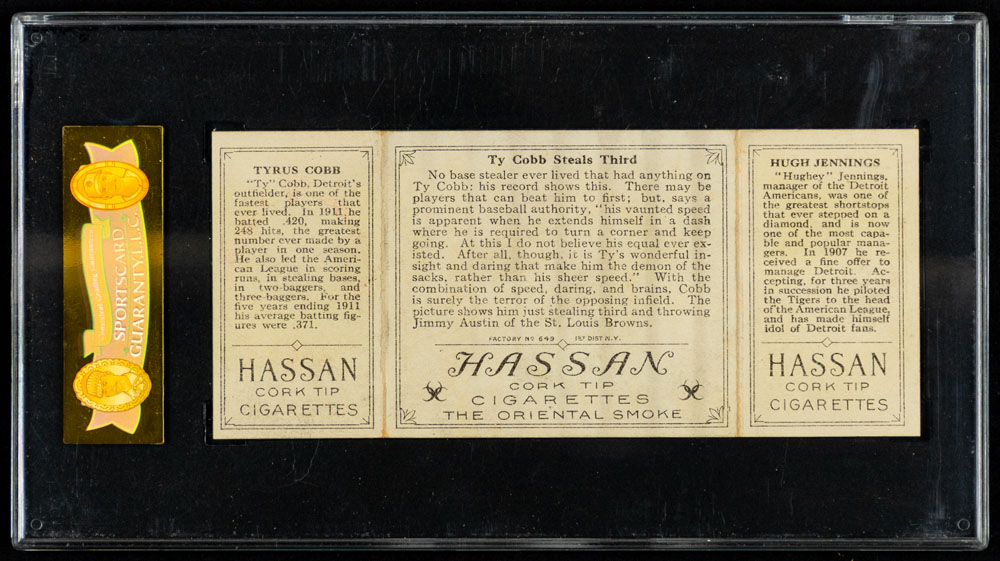 SPORTSCARD
GUARANTY, L.L.C.
TYRUS COBB
"Ty" Cobb, Detroit's
outfielder, is one of the
fastest players that
ever lived. In 1911 he
batted .420, making
248 hits, the greatest
number ever made by a
player in one season.
He also led the Ameri-
can League in scoring
runs, in stealing bases,
in two-baggers, and
three-baggers. For the
five years ending 1911
his average batting fig-
ures were .371.
HASSAN
CORK TIP
CIGARETTES
Ty Cobb Steals Third
No base stealer ever lived that had anything on
Ty Cobb: his record shows this. There may be
players that can beat him to first; but, says a
prominent baseball authority, "his vaunted speed
is apparent when he extends himself in a dash
where he is required to turn a corner and keep
going. At this I do not believe his equal ever ex-
isted. After all, though, it is Ty's wonderful in-
sight and daring that make him the demon of the
sacks, rather than his sheer speed." With the
combination of speed, daring, and brains, Cobb
is surely the terror of the opposing infield. The
picture shows him just stealing third and throwing
Jimmy Austin of the St. Louis Browns.
FACTORY No 649 1ST DIST. N.Y.
HASSAN
CORK TIP
CIGARETTES
THE ORIENTAL SMOKE
HUGH JENNINGS
"Hughey" Jennings,
manager of the Detroit
Americans, was one of
the greatest shortstops
that ever stepped on a
diamond, and is now
one of the most capa-
ble and popular mana-
gers. In 1907 he re-
ceived a fine offer to
manage Detroit. Ac-
cepting, for three years
in succession he piloted
the Tigers to the head
of the American League,
and has made himself
idol of Detroit fans.
HASSAN
CORK TIP
CIGARETTES